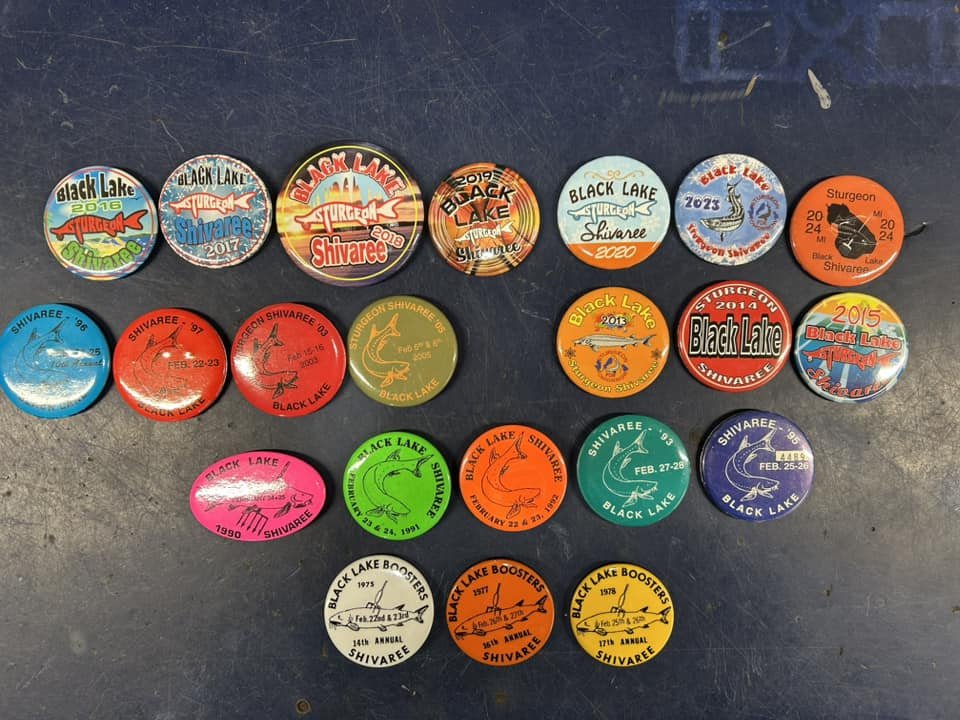 Black Lake
2016
STURGEON
Shivaree
BLACK LAKE
STURGEON
Shivaree
2017
BLACK LAKE
STURGEON
Shivaree
2018
2019
BLACK
LAKE
STURGEON
Shivaree
BLACK LAKE
STURGEON
Shivaree
2020
Black Lake
2023
Sturgeon Shivaree
Sturgeon
20 24
MI
MI
20 24
Black Lake
Shivaree
SHIVAREE - '96
BLACK LAKE
SHIVAREE - '97
FEB. 22-23
BLACK LAKE
STURGEON SHIVAREE '03
Feb 15-16
2003
BLACK LAKE
STURGEON SHIVAREE '05
Feb 5th & 6th
2005
BLACK LAKE
Black Lake
2013
Sturgeon Shivaree
STURGEON
2014
Black Lake
SHIVAREE
2015
Black Lake
STURGEON
Shivaree
BLACK LAKE
1990 SHIVAREE
BLACK LAKE SHIVAREE
FEBRUARY 23 & 24, 1991
BLACK LAKE SHIVAREE
FEBRUARY 22 & 23, 1992
SHIVAREE - '93
FEB. 27-28
BLACK LAKE
SHIVAREE - '95
4489
FEB. 25-26
BLACK LAKE
BLACK LAKE BOOSTERS
1975
Feb. 22nd & 23rd
14th ANNUAL
SHIVAREE
BLACK LAKE BOOSTERS
1977
Feb. 26th & 27th
16th ANNUAL
SHIVAREE
BLACK LAKE BOOSTERS
1978
Feb. 25th & 26th
17th ANNUAL
SHIVAREE